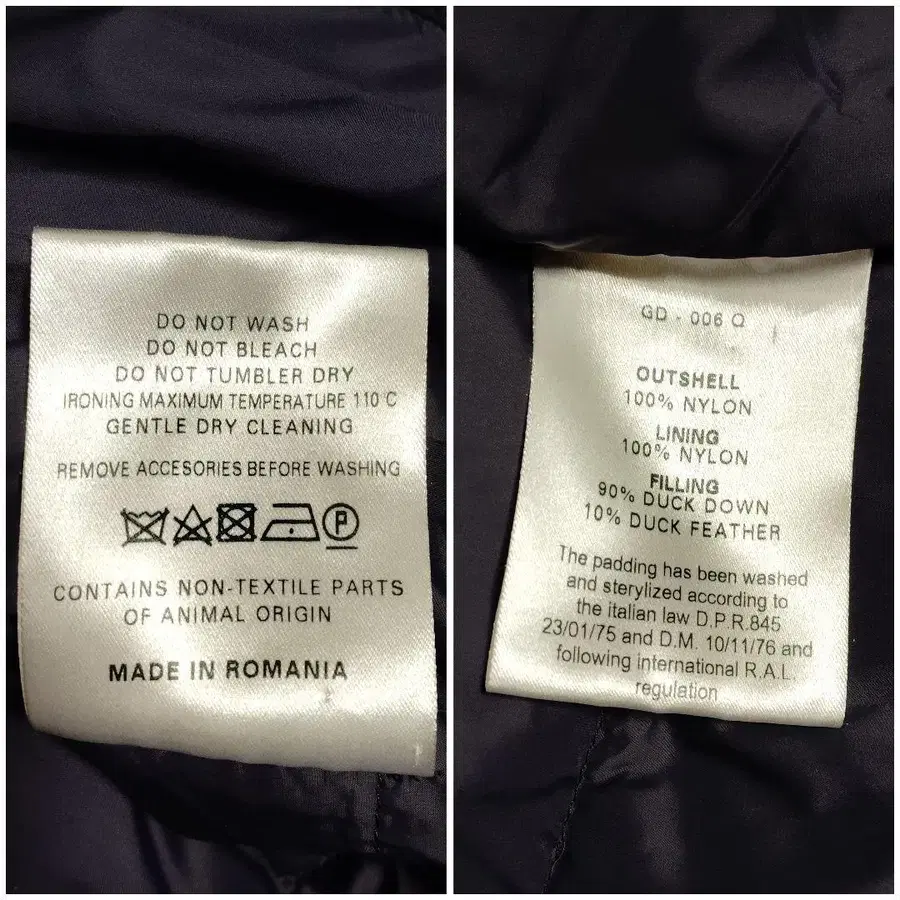 DO NOT WASH
DO NOT BLEACH
DO NOT TUMBLER DRY
IRONING MAXIMUM TEMPERATURE 110 C
GENTLE DRY CLEANING
REMOVE ACCESORIES BEFORE WASHING
P
CONTAINS NON-TEXTILE PARTS
OF ANIMAL ORIGIN
MADE IN ROMANIA
GD - 006 Q
OUTSHELL
100% NYLON
LINING
100% NYLON
FILLING
90% DUCK DOWN
10% DUCK FEATHER
The padding has been washed
and sterylized according to
the italian law D.P.R.845
23/01/75 and D.M. 10/11/76 and
following international R.A.L.
regulation